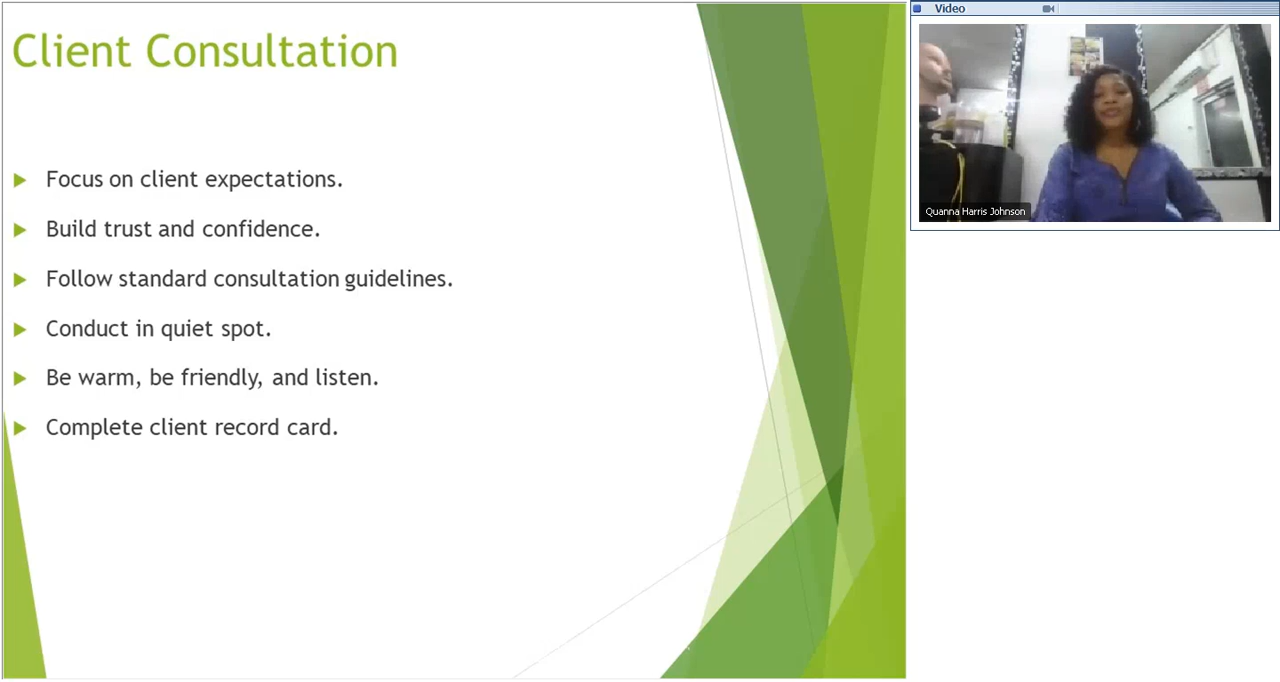 Client Consultation
Focus on client expectations.
Build trust and confidence.
Follow standard consultation guidelines.
Conduct in quiet spot.
Be warm, be friendly, and listen.
Complete client record card.
Video
Quanna Harris Johnson